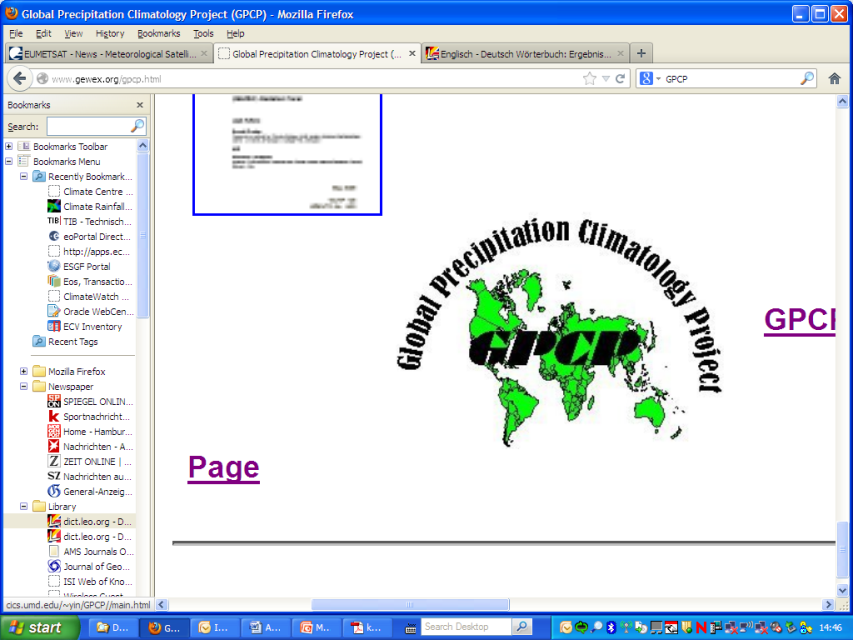 Global Precipitation Climatology Project (GPCP) - Mozilla Firefox
File Edit View History Bookmarks Tools Help
EUMETSAT - News - Meteorological Satelli...
Global Precipitation Climatology Project (...
Englisch - Deutsch Wörterbuch: Ergebnis...
www.gewex.org/gpcp.html
GPCP
Bookmarks
Search:
Bookmarks Toolbar
Bookmarks Menu
Recently Bookmark...
Climate Centre ...
Climate Rainfall...
TIB| TIB - Technisch...
eoPortal Direct...
http://apps.ec...
ESGF Portal
Eos, Transactio...
ClimateWatch ...
Oracle WebCen...
ECV Inventory
Recent Tags
Mozilla Firefox
Newspaper
SPIEGEL ONLIN...
Sportnachricht...
Home - Hambur...
Nachrichten - A...
Z ZEIT ONLINE | ...
SZ Nachrichten au...
General-Anzeig...
Library
dict.leo.org - D...
dict.leo.org - D...
AMS Journals O...
Journal of Geo...
ISI Web of Kno...
Wireless Guest
Global Precipitation Climatology Project
GPCP
GPCP
Page
cics.umd.edu/~yin/GPCP//main.html
start
D...
G...
I...
A...
M...
k...
Search Desktop
14:46